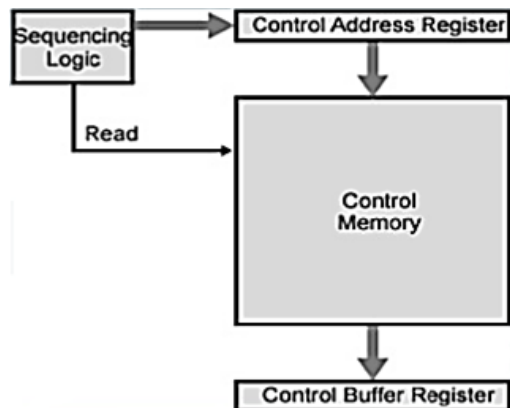 Sequencing
Logic
Control Address Register
Read
Control
Memory
Control Buffer Register